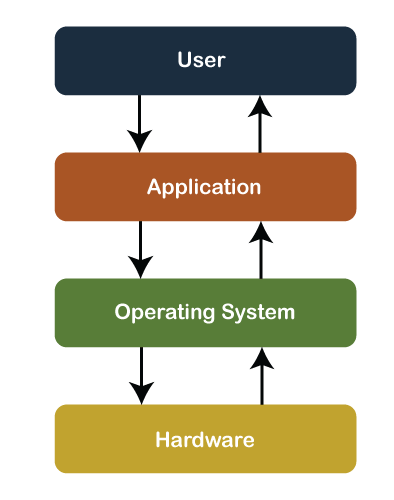 User
Application
Operating System
Hardware